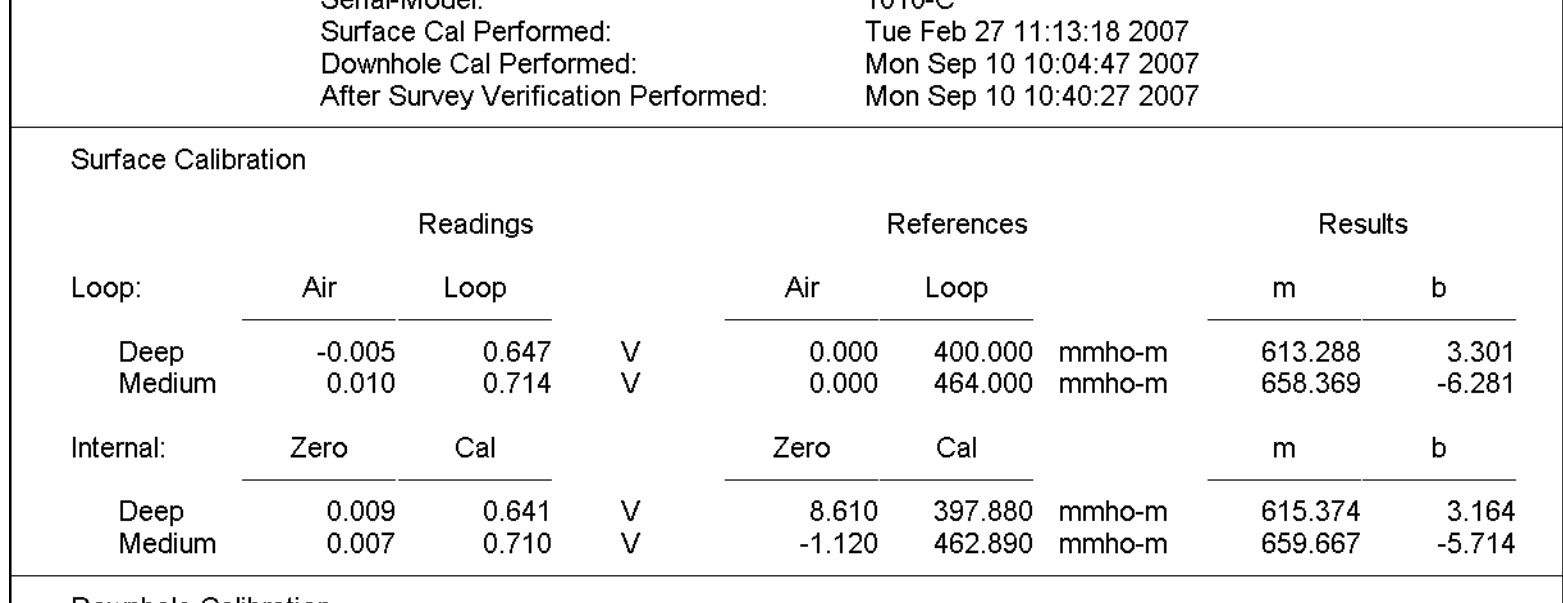 Serial-Model: 1010-C
Surface Cal Performed: Tue Feb 27 11:13:18 2007
Downhole Cal Performed: Mon Sep 10 10:04:47 2007
After Survey Verification Performed: Mon Sep 10 10:40:27 2007
Surface Calibration
Readings References Results
Loop: Air Loop Air Loop m b
Deep -0.005 0.647 V 0.000 400.000 mmho-m 613.288 3.301
Medium 0.010 0.714 V 0.000 464.000 mmho-m 658.369 -6.281
Internal: Zero Cal Zero Cal m b
Deep 0.009 0.641 V 8.610 397.880 mmho-m 615.374 3.164
Medium 0.007 0.710 V -1.120 462.890 mmho-m 659.667 -5.714
Downhole Calibration